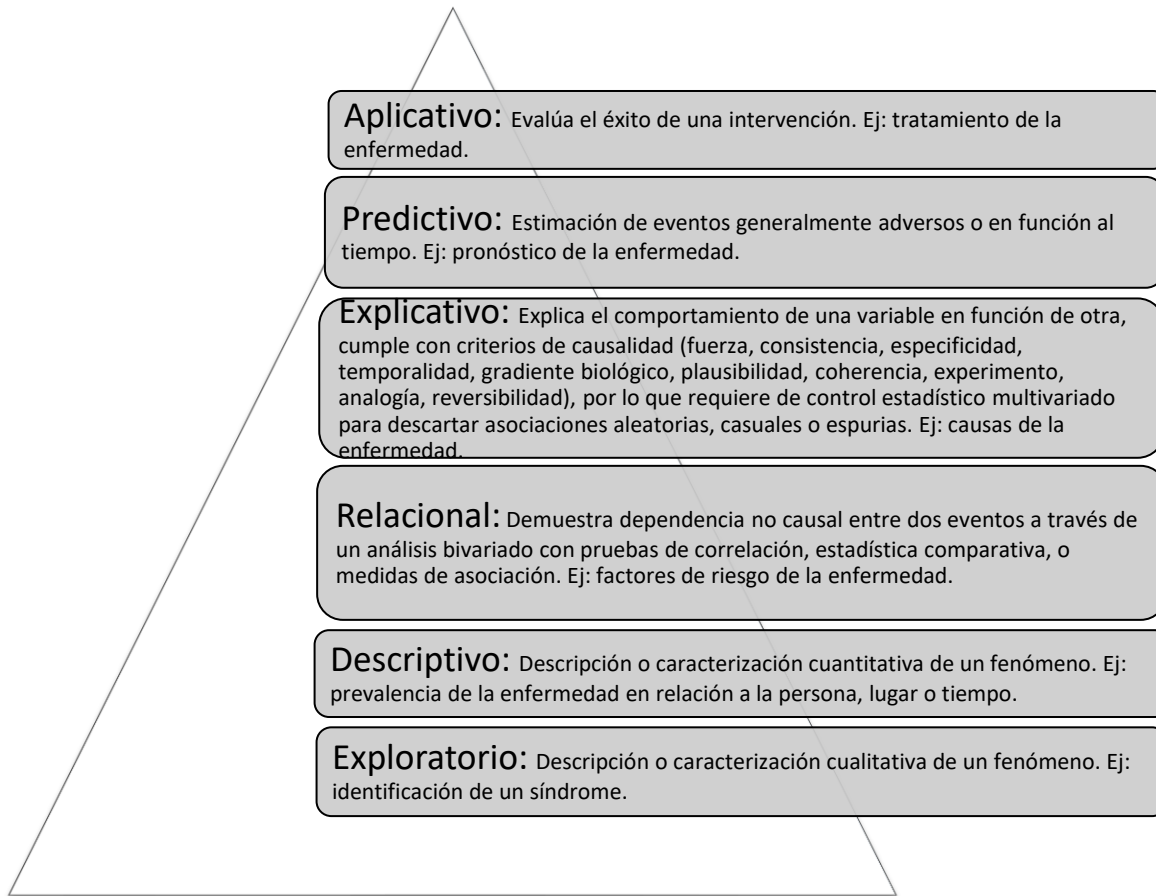 Aplicativo: Evalúa el éxito de una intervención. Ej: tratamiento de la
enfermedad.
Predictivo: Estimación de eventos generalmente adversos o en función al
tiempo. Ej: pronóstico de la enfermedad.
Explicativo: Explica el comportamiento de una variable en función de otra,
cumple con criterios de causalidad (fuerza, consistencia, especificidad,
temporalidad, gradiente biológico, plausibilidad, coherencia, experimento,
analogía, reversibilidad), por lo que requiere de control estadístico multivariado
para descartar asociaciones aleatorias, casuales o espurias. Ej: causas de la
enfermedad.
Relacional: Demuestra dependencia no causal entre dos eventos a través de
un análisis bivariado con pruebas de correlación, estadística comparativa, o
medidas de asociación. Ej: factores de riesgo de la enfermedad.
Descriptivo: Descripción o caracterización cuantitativa de un fenómeno. Ej:
prevalencia de la enfermedad en relación a la persona, lugar o tiempo.
Exploratorio: Descripción o caracterización cualitativa de un fenómeno. Ej:
identificación de un síndrome.